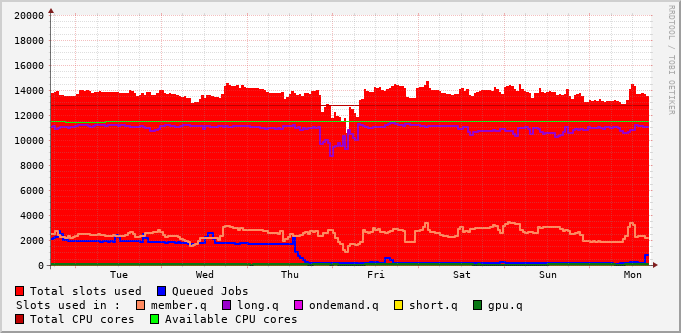 20000
18000
16000
14000
12000
10000
8000
6000
4000
2000
0
Tue Wed Thu Fri Sat Sun Mon
Total slots used Queued Jobs
Slots used in : member.q long.q ondemand.q short.q gpu.q
Total CPU cores Available CPU cores
RRDTOOL / TOBI OETIKER